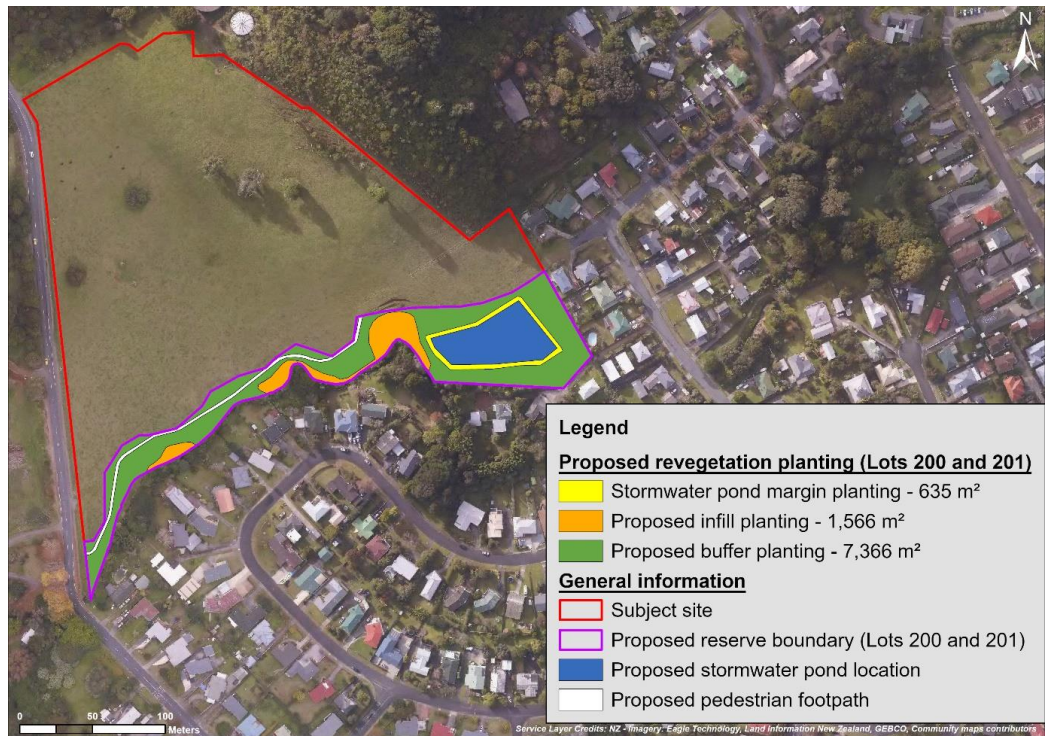 N
Legend
Proposed revegetation planting (Lots 200 and 201)
Stormwater pond margin planting - 635 m²
Proposed infill planting - 1,566 m²
Proposed buffer planting - 7,366 m²
General information
Subject site
Proposed reserve boundary (Lots 200 and 201)
Proposed stormwater pond location
Proposed pedestrian footpath
0 50 100
Meters
Service Layer Credits: NZ - Imagery: Eagle Technology, Land Information New Zealand, GEBCO, Community maps contributors